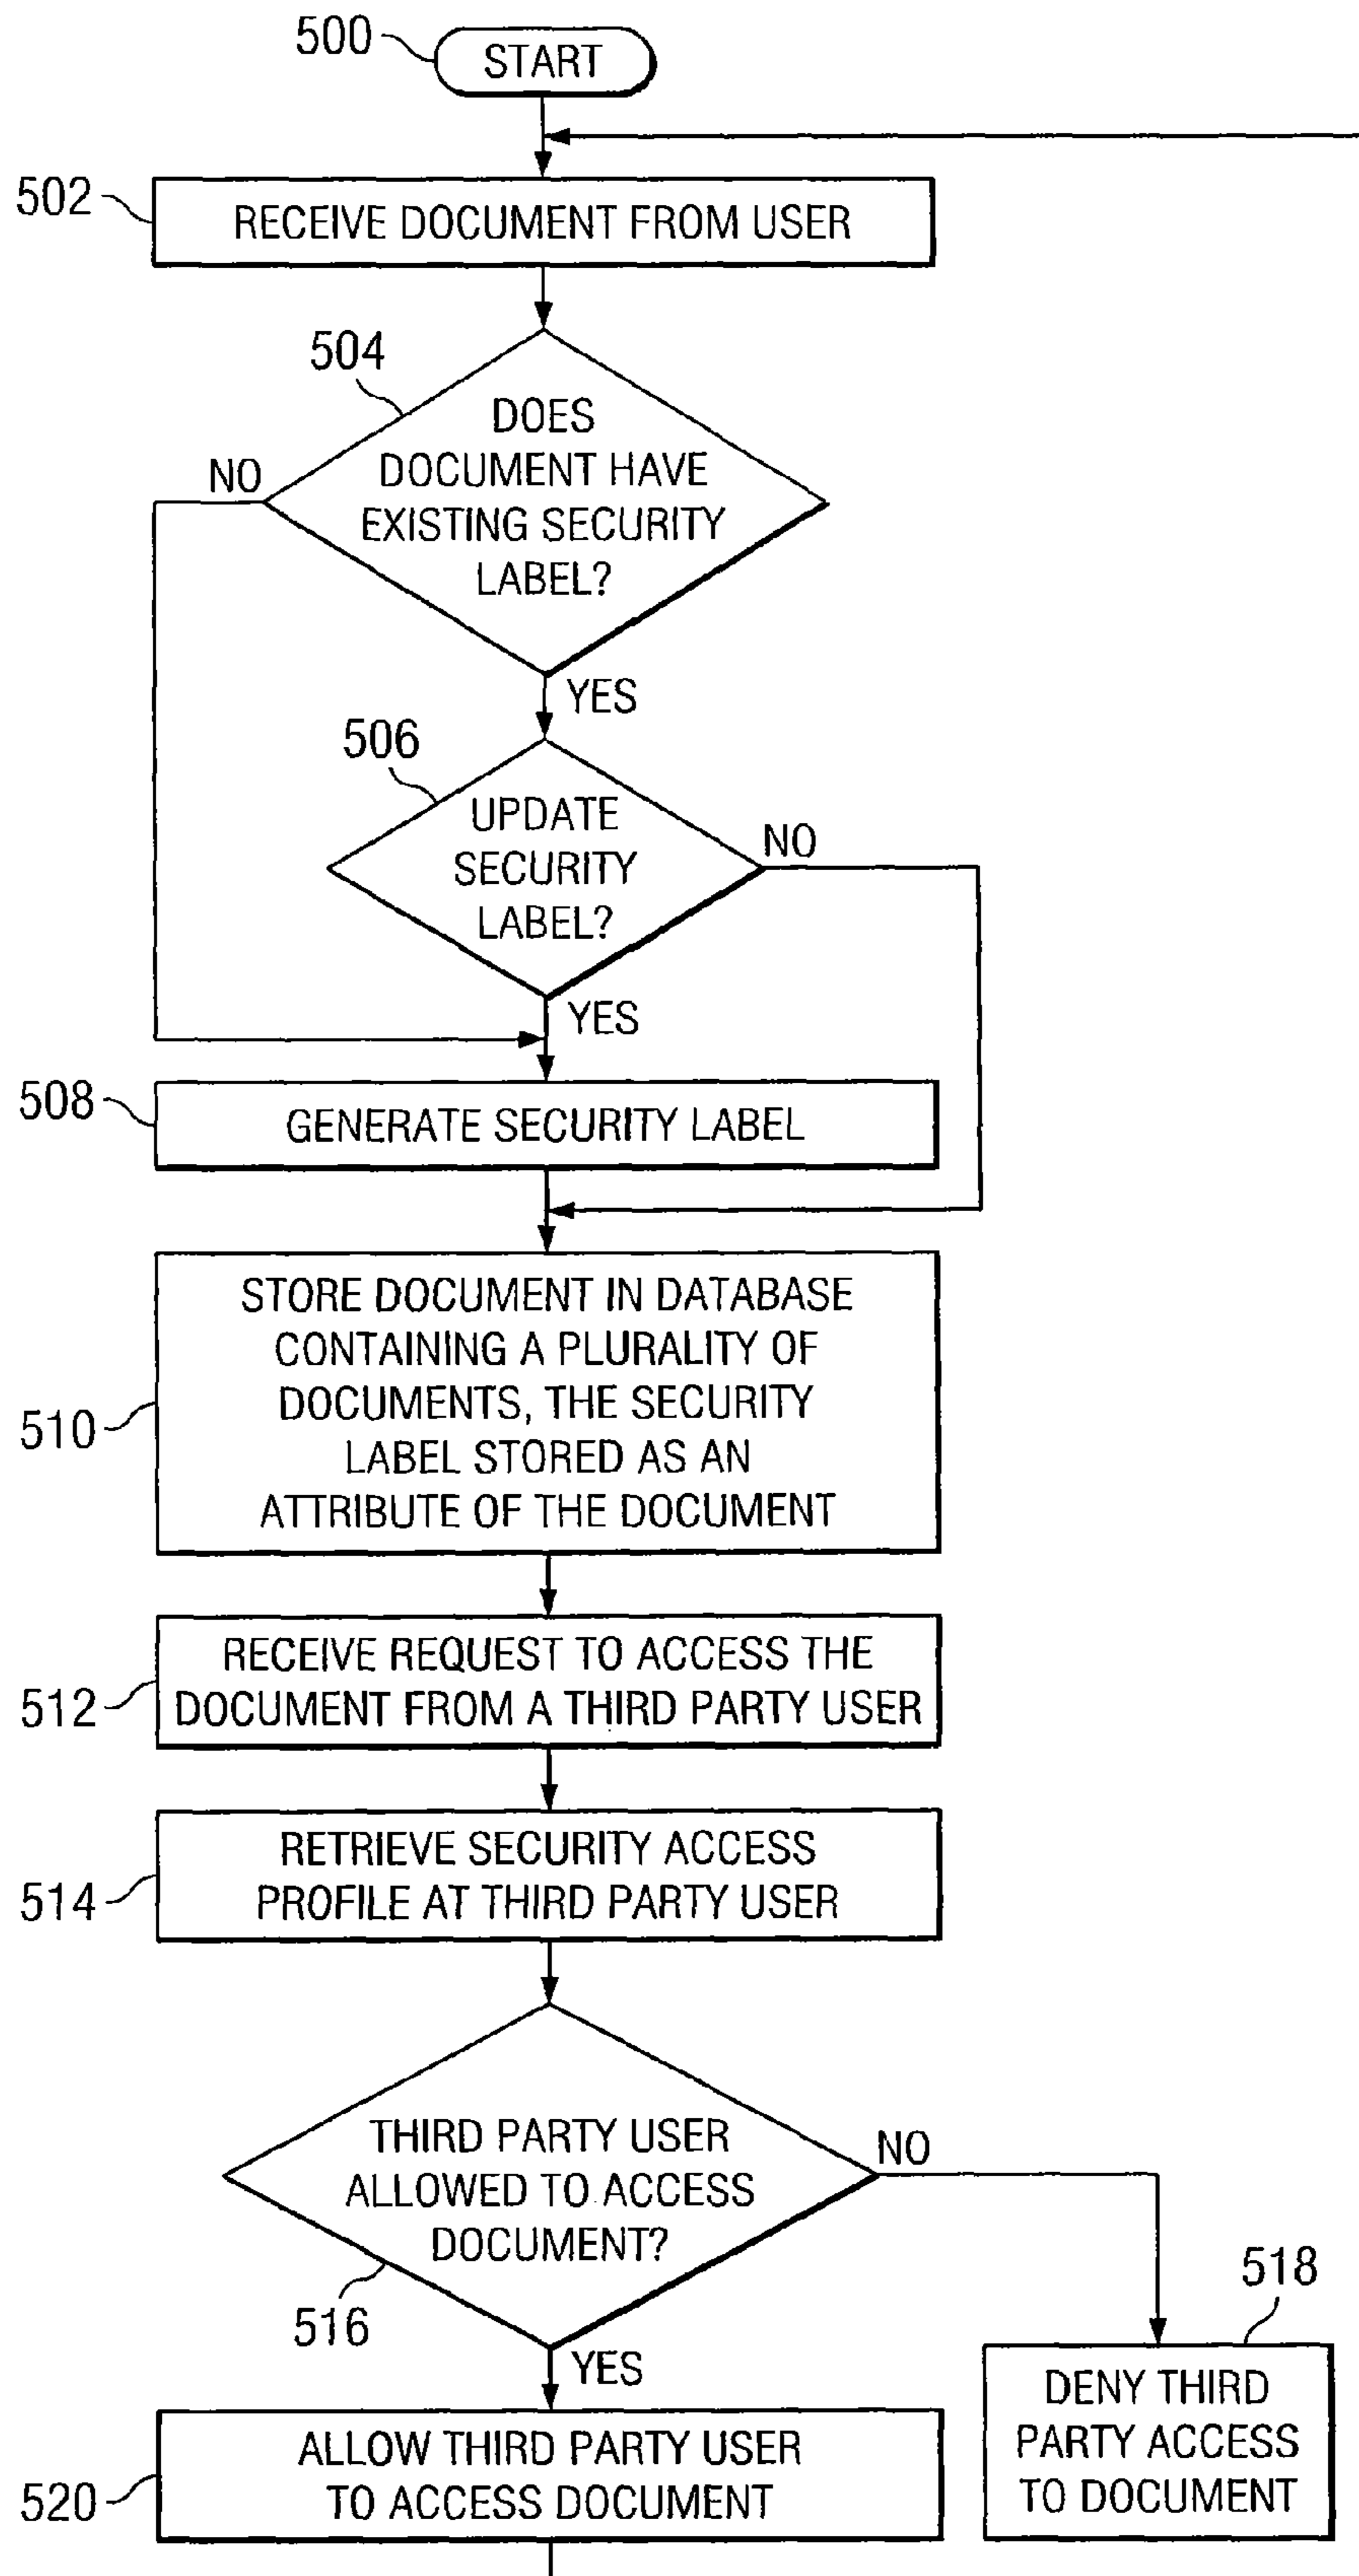 500
START
502
RECEIVE DOCUMENT FROM USER
504
DOES
DOCUMENT HAVE
EXISTING SECURITY
LABEL?
NO
YES
506
UPDATE
SECURITY
LABEL?
NO
YES
508
GENERATE SECURITY LABEL
510
STORE DOCUMENT IN DATABASE
CONTAINING A PLURALITY OF
DOCUMENTS, THE SECURITY
LABEL STORED AS AN
ATTRIBUTE OF THE DOCUMENT
512
RECEIVE REQUEST TO ACCESS THE
DOCUMENT FROM A THIRD PARTY USER
514
RETRIEVE SECURITY ACCESS
PROFILE AT THIRD PARTY USER
THIRD PARTY USER
ALLOWED TO ACCESS
DOCUMENT?
516
NO
YES
518
DENY THIRD
PARTY ACCESS
TO DOCUMENT
520
ALLOW THIRD PARTY USER
TO ACCESS DOCUMENT